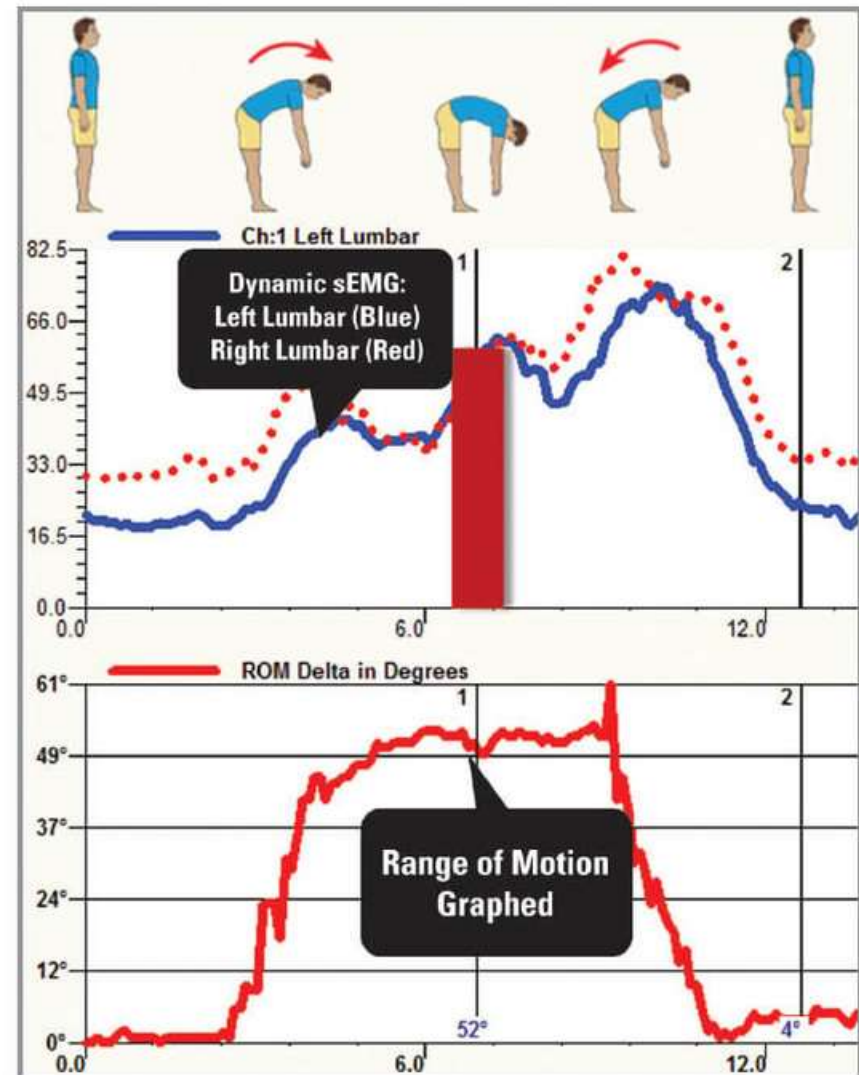 Ch:1 Left Lumbar
82.5
1
2
Dynamic sEMG:
Left Lumbar (Blue)
Right Lumbar (Red)
66.0
49.5
33.0
16.5
0.0
0.0 6.0 12.0
ROM Delta in Degrees
61°
1
2
49°
37°
Range of Motion
Graphed
24°
12°
52° 4°
0°
0.0 6.0 12.0